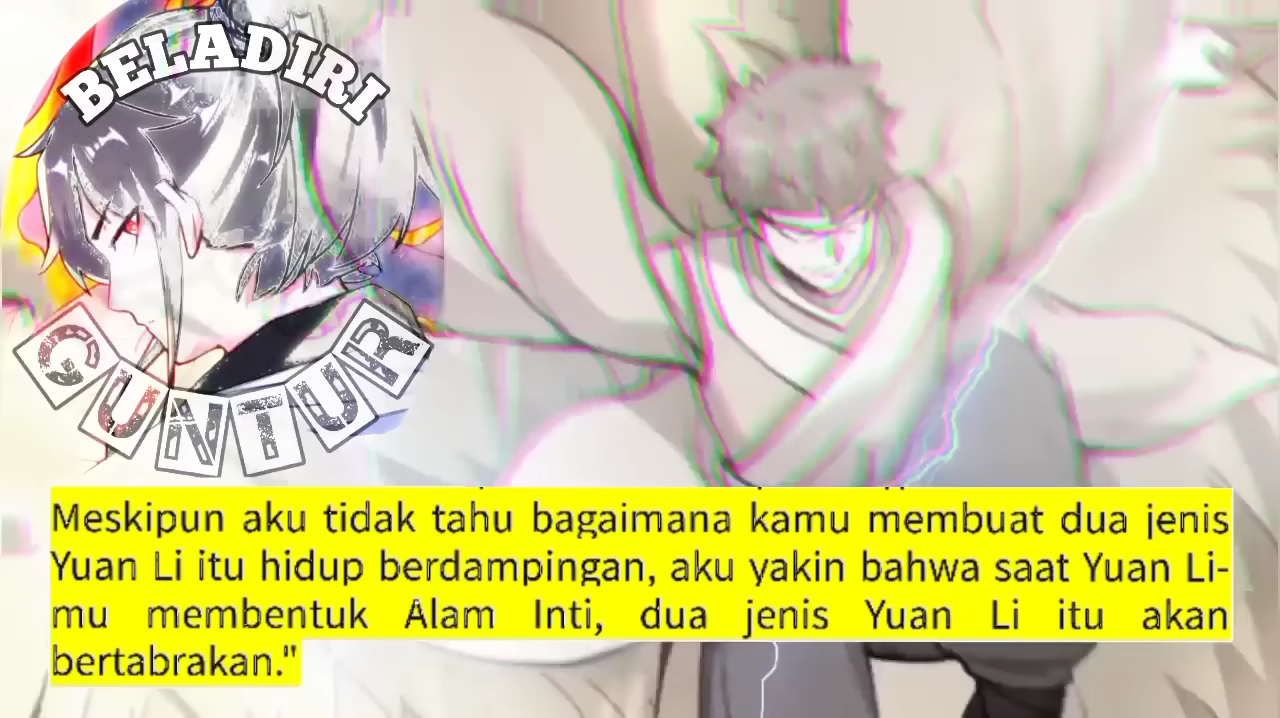 BELADIRI
GUNTUR
Meskipun aku tidak tahu bagaimana kamu membuat dua jenis
Yuan Li itu hidup berdampingan, aku yakin bahwa saat Yuan Li-
mu membentuk Alam Inti, dua jenis Yuan Li itu akan
bertabrakan."